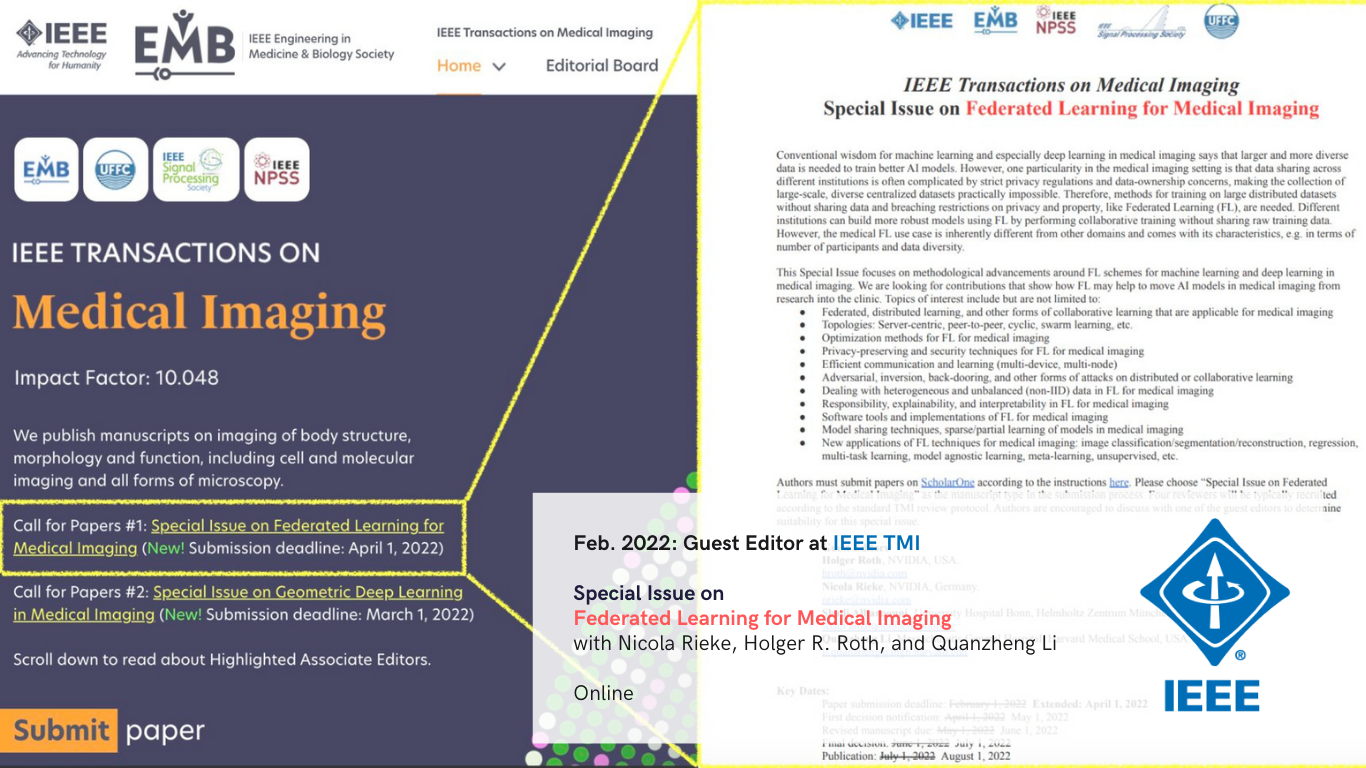 IEEE
Advancing Technology
for Humanity
EMB
IEEE Engineering in
Medicine & Biology Society
IEEE Transactions on Medical Imaging
Home
Editorial Board
EMB
UFFC
IEEE
Signal
Processing
Society
IEEE
NPSS
IEEE TRANSACTIONS ON
Medical Imaging
Impact Factor: 10.048
We publish manuscripts on imaging of body structure,
morphology and function, including cell and molecular
imaging and all forms of microscopy.
Call for Papers #1: Special Issue on Federated Learning for
Medical Imaging (New! Submission deadline: April 1, 2022)
Call for Papers #2: Special Issue on Geometric Deep Learning
in Medical Imaging (New! Submission deadline: March 1, 2022)
Scroll down to read about Highlighted Associate Editors.
Submit paper
IEEE
EMB
IEEE
NPSS
IEEE
Signal Processing Society
UFFC
IEEE Transactions on Medical Imaging
Special Issue on Federated Learning for Medical Imaging
Conventional wisdom for machine learning and especially deep learning in medical imaging says that larger and more diverse
data is needed to train better AI models. However, one particularity in the medical imaging setting is that data sharing across
different institutions is often complicated by strict privacy regulations and data-ownership concerns, making the collection of
large-scale, diverse centralized datasets practically impossible. Therefore, methods for training on large distributed datasets
without sharing data and breaching restrictions on privacy and property, like Federated Learning (FL), are needed. Different
institutions can build more robust models using FL by performing collaborative training without sharing raw training data.
However, the medical FL use case is inherently different from other domains and comes with its characteristics, e.g. in terms of
number of participants and data diversity.
This Special Issue focuses on methodological advancements around FL schemes for machine learning and deep learning in
medical imaging. We are looking for contributions that show how FL may help to move AI models in medical imaging from
research into the clinic. Topics of interest include but are not limited to:
● Federated, distributed learning, and other forms of collaborative learning that are applicable for medical imaging
● Topologies: Server-centric, peer-to-peer, cyclic, swarm learning, etc.
● Optimization methods for FL for medical imaging
● Privacy-preserving and security techniques for FL for medical imaging
● Efficient communication and learning (multi-device, multi-node)
● Adversarial, inversion, back-dooring, and other forms of attacks on distributed or collaborative learning
● Dealing with heterogeneous and unbalanced (non-IID) data in FL for medical imaging
● Responsibility, explainability, and interpretability in FL for medical imaging
● Software tools and implementations of FL for medical imaging
● Model sharing techniques, sparse/partial learning of models in medical imaging
● New applications of FL techniques for medical imaging: image classification/segmentation/reconstruction, regression,
multi-task learning, model agnostic learning, meta-learning, unsupervised, etc.
Authors must submit papers on ScholarOne according to the instructions here. Please choose "Special Issue on Federated
Learning for Medical Imaging" as the manuscript type in the submission process. Four reviewers will be typically recruited
according to the standard TMI review protocol. Authors are encouraged to discuss with one of the guest editors to determine
suitability for this special issue.
Feb. 2022: Guest Editor at IEEE TMI
Holger Roth, NVIDIA, USA,
hroth@nvidia.com
Nicola Rieke, NVIDIA, Germany,
nrieke@nvidia.com
Special Issue on
Federated Learning for Medical Imaging
with Nicola Rieke, Holger R. Roth, and Quanzheng Li
Online
University Hospital Bonn, Helmholtz Zentrum
Harvard Medical School, USA
IEEE
Key Dates:
Paper submission deadline: February 1, 2022 Extended: April 1, 2022
First decision notification: April 1, 2022 May 1, 2022
Revised manuscript due: May 1, 2022 June 1, 2022
Final decision: June 1, 2022 July 1, 2022
Publication: July 1, 2022 August 1, 2022